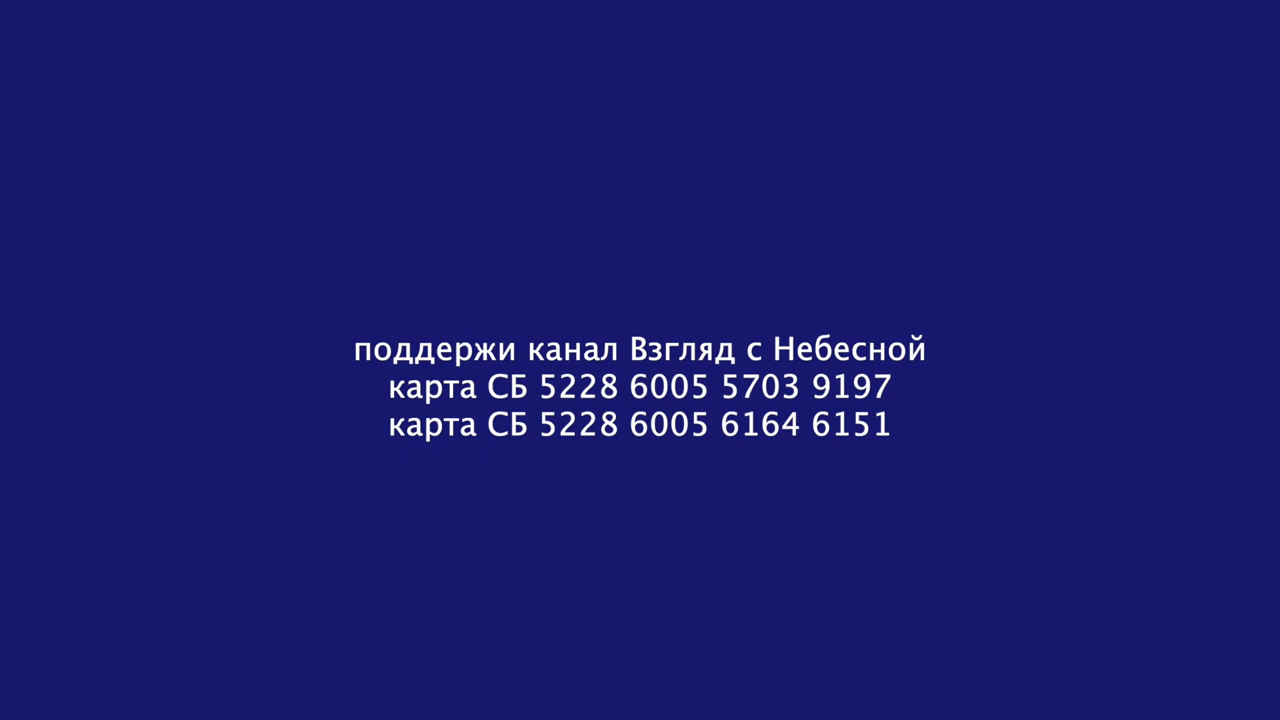 поддержи канал Взгляд с Небесной
карта СБ 5228 6005 5703 9197
карта СБ 5228 6005 6164 6151